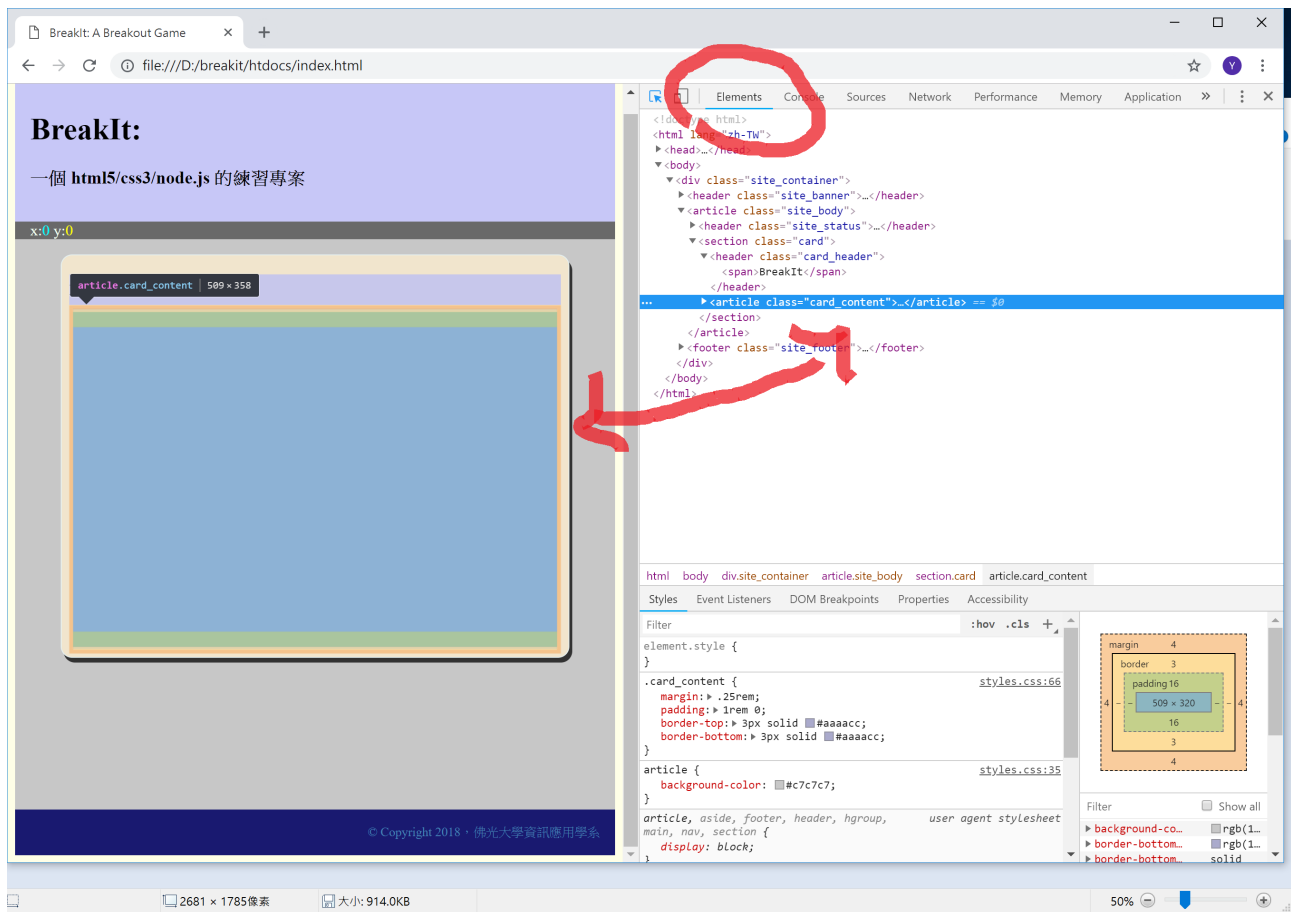 BreakIt: A Breakout Game
file:///D:/breakit/htdocs/index.html
Y
BreakIt:
一個 html5/css3/node.js 的練習專案
x:0 y:0
article.card_content 509 × 358
© Copyright 2018，佛光大學資訊應用學系
Elements Console Sources Network Performance Memory Application »
<!doctype html>
<html lang="zh-TW">
<head>…</head>
<body>
<div class="site_container">
<header class="site_banner">…</header>
<article class="site_body">
<header class="site_status">…</header>
<section class="card">
<header class="card_header">
<span>BreakIt</span>
</header>
<article class="card_content">…</article> == $0
</section>
</article>
<footer class="site_footer">…</footer>
</div>
</body>
</html>
html body div.site_container article.site_body section.card article.card_content
Styles Event Listeners DOM Breakpoints Properties Accessibility
Filter :hov .cls +
element.style {
}
.card_content { styles.css:66
margin: .25rem;
padding: 1rem 0;
border-top: 3px solid #aaaacc;
border-bottom: 3px solid #aaaacc;
}
article { styles.css:35
background-color: #c7c7c7;
}
article, aside, footer, header, hgroup, user agent stylesheet
main, nav, section {
display: block;
}
margin 4
border 3
padding 16
4 - - 509 × 320 - - 4
16
3
4
Filter Show all
background-co… rgb(1…
border-bottom… rgb(1…
border-bottom… solid
2681 × 1785像素 大小: 914.0KB 50%